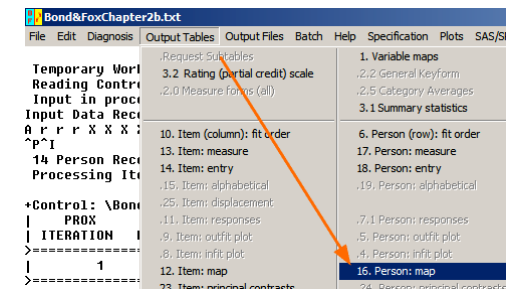 Bond&FoxChapter2b.txt
File Edit Diagnosis Output Tables Output Files Batch Help Specification Plots SAS/S
.Request Subtables 1. Variable maps
3.2 Rating (partial credit) scale .2.2 General Keyform
.2.0 Measure forms (all) .2.5 Category Averages
3.1 Summary statistics
10. Item (column): fit order 6. Person (row): fit order
13. Item: measure 17. Person: measure
14. Item: entry 18. Person: entry
.15. Item: alphabetical .19. Person: alphabetical
.25. Item: displacement
.11. Item: responses .7.1 Person: responses
.9. Item: outfit plot .5. Person: outfit plot
.8. Item: infit plot .4. Person: infit plot
12. Item: map 16. Person: map
23. Item: principal contrasts 24. Person: principal contrasts
Temporary Worl
Reading Contro
Input in proce
Input Data Reco
A r r r X X X
^P^I
14 Person Reco
Processing Ite
+Control: \Bond
| PROX
| ITERATION
>=============
| 1
>=============